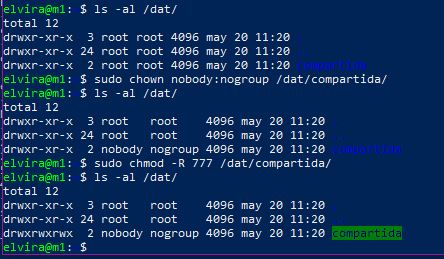 elvira@m1: $ ls -al /dat/
total 12
drwxr-xr-x  3 root root 4096 may 20 11:20 .
drwxr-xr-x 24 root root 4096 may 20 11:20 ..
drwxr-xr-x  2 root root 4096 may 20 11:20 compartida
elvira@m1: $ sudo chown nobody:nogroup /dat/compartida/
elvira@m1: $ ls -al /dat/
total 12
drwxr-xr-x  3 root   root    4096 may 20 11:20 .
drwxr-xr-x 24 root   root    4096 may 20 11:20 ..
drwxr-xr-x  2 nobody nogroup 4096 may 20 11:20 compartida
elvira@m1: $ sudo chmod -R 777 /dat/compartida/
elvira@m1: $ ls -al /dat/
total 12
drwxr-xr-x  3 root   root    4096 may 20 11:20 .
drwxr-xr-x 24 root   root    4096 may 20 11:20 ..
drwxrwxrwx  2 nobody nogroup 4096 may 20 11:20 compartida
elvira@m1: $